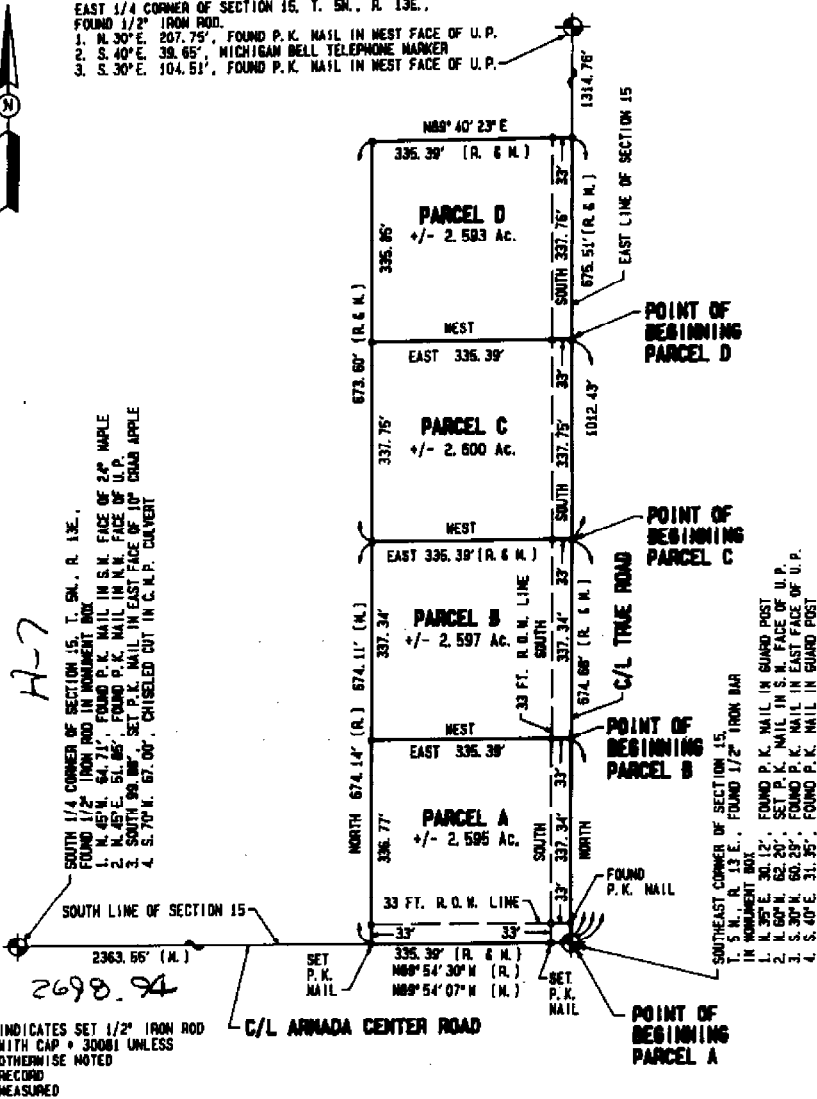 EAST 1/4 CORNER OF SECTION 15, T. 5N., R. 13E.,
FOUND 1/2" IRON ROD.
1. N. 30°E. 207.75', FOUND P.K. NAIL IN WEST FACE OF U.P.
2. S. 40°E. 39.65', MICHIGAN BELL TELEPHONE MARKER
3. S. 30°E. 104.51', FOUND P.K. NAIL IN WEST FACE OF U.P.
N
1314.76'
N89° 40' 23" E
335.39' (R. & M.)
33'
PARCEL D
+/- 2.593 Ac.
335.85'
SOUTH 337.76'
675.51' (R. & M.)
EAST LINE OF SECTION 15
673.60' (R. & M.)
WEST
EAST 335.39'
POINT OF
BEGINNING
PARCEL D
33'
1012.43'
PARCEL C
+/- 2.600 Ac.
337.75'
SOUTH 337.75'
WEST
EAST 335.39' (R. & M.)
POINT OF
BEGINNING
PARCEL C
33'
PARCEL B
+/- 2.597 Ac.
337.34'
33 FT. R.O.W. LINE
SOUTH
337.34'
674.68' (R. & M.)
C/L TRUE ROAD
NORTH 674.14' (R.) 674.11' (M.)
WEST
EAST 335.39'
POINT OF
BEGINNING
PARCEL B
33'
PARCEL A
+/- 2.595 Ac.
336.77'
SOUTH
337.34'
NORTH
33'
33 FT. R.O.W. LINE
FOUND
P.K. NAIL
SOUTH 1/4 CORNER OF SECTION 15, T. 5N., R. 13E.,
FOUND 1/2" IRON ROD IN MONUMENT BOX
1. N. 45°W. 64.71', FOUND P.K. NAIL IN S.W. FACE OF 24" MAPLE
2. N. 45°E. 51.85', FOUND P.K. NAIL IN N.W. FACE OF U.P.
3. SOUTH 99.88', SET P.K. NAIL IN EAST FACE OF 10" CRAB APPLE
4. S. 70°W. 67.00', CHISELED CUT IN C.M.P. CULVERT
H-7
SOUTHEAST CORNER OF SECTION 15,
T. 5 N., R. 13 E., FOUND 1/2" IRON BAR
IN MONUMENT BOX
1. N. 35°E. 30.12', FOUND P.K. NAIL IN GUARD POST
2. N. 60°W. 62.20', SET P.K. NAIL IN S.W. FACE OF U.P.
3. S. 30°W. 60.29', FOUND P.K. NAIL IN EAST FACE OF U.P.
4. S. 40°E. 31.35', FOUND P.K. NAIL IN GUARD POST
SOUTH LINE OF SECTION 15
2363.55' (M.)
2698.94
SET
P.K.
NAIL
33'
33'
335.39' (R. & M.)
N89° 54' 30" W (R.)
N89° 54' 07" W (M.)
SET
P.K.
NAIL
C/L ARMADA CENTER ROAD
POINT OF
BEGINNING
PARCEL A
INDICATES SET 1/2" IRON ROD
WITH CAP # 30081 UNLESS
OTHERWISE NOTED
RECORD
MEASURED